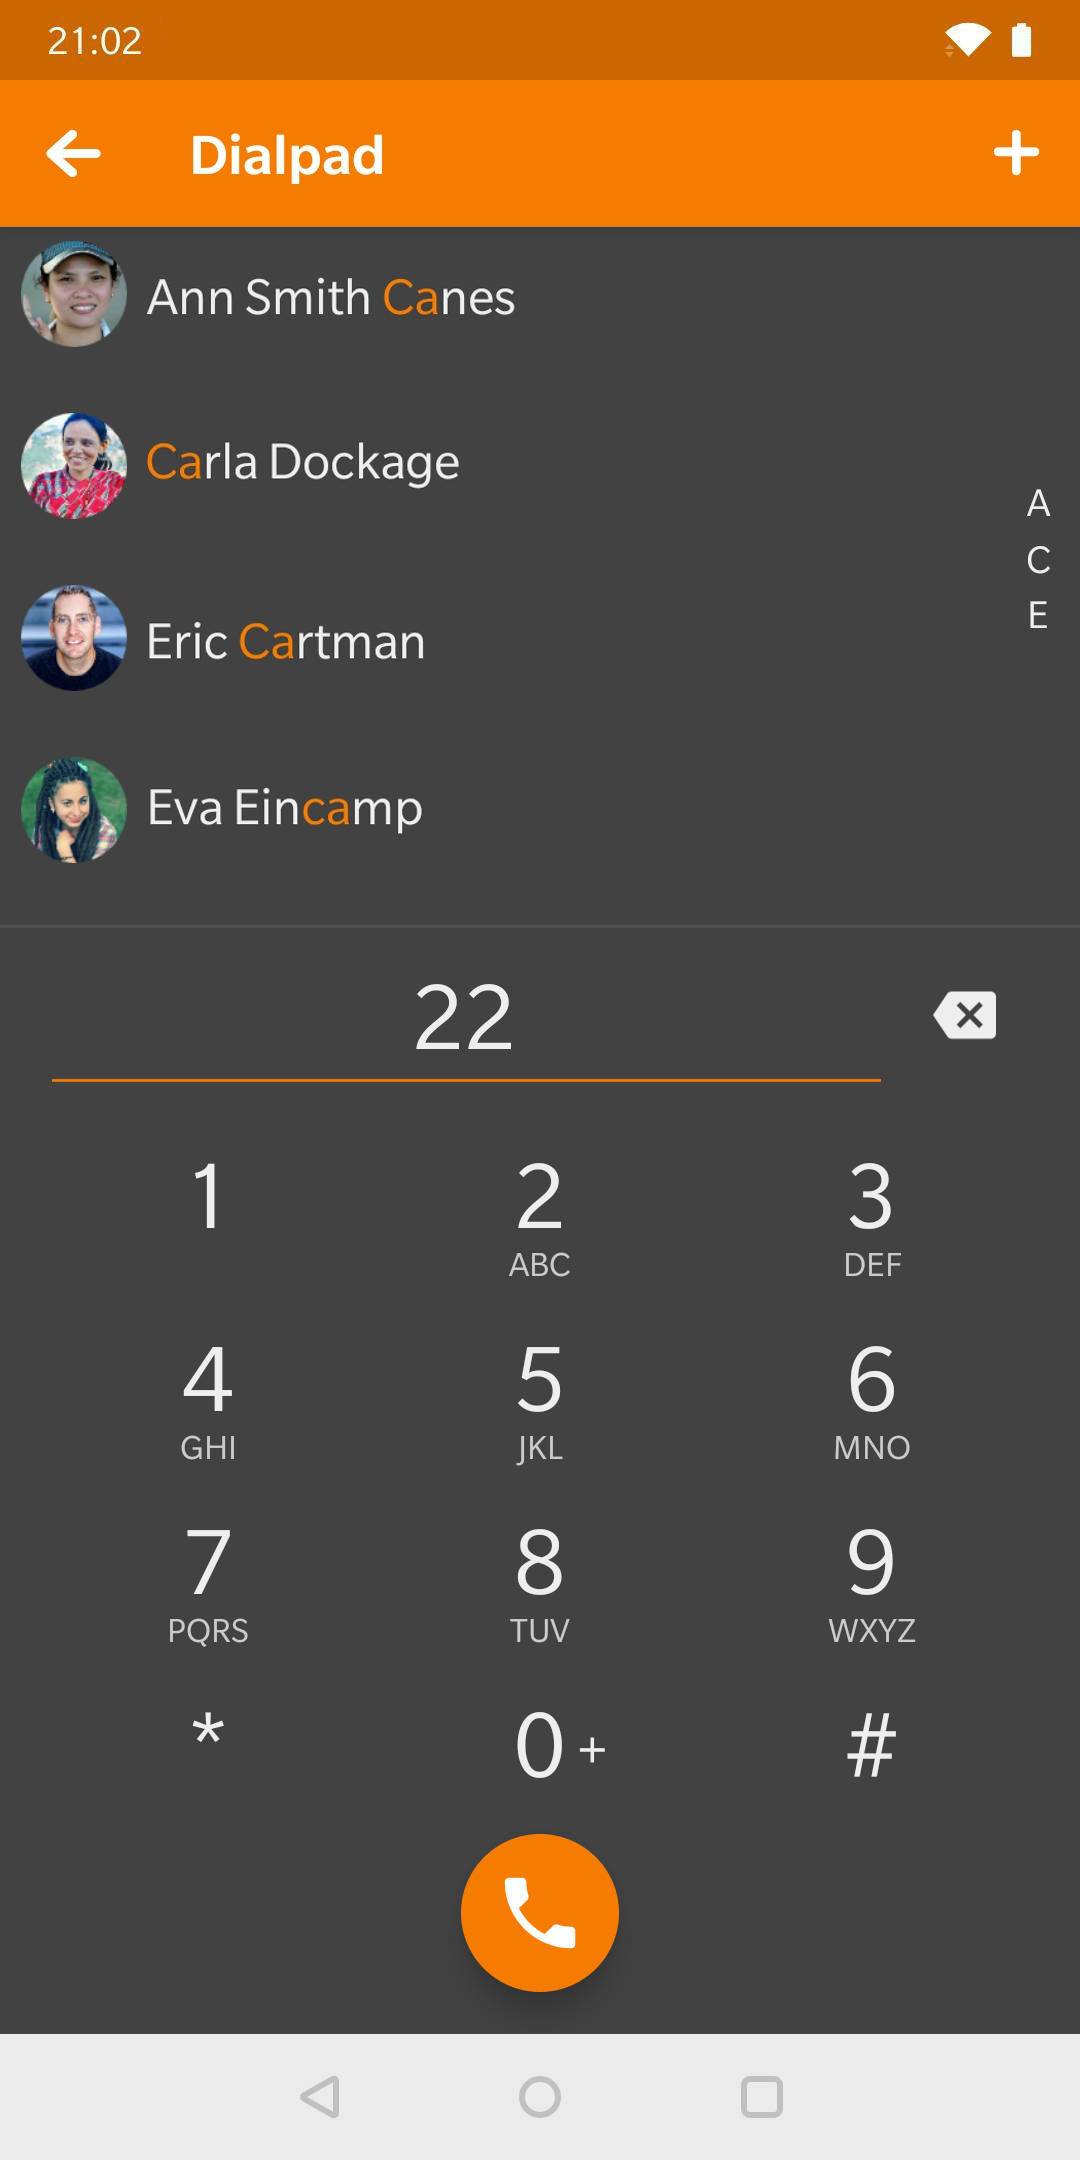 21:02
Dialpad
Ann Smith Canes
Carla Dockage
Eric Cartman
Eva Eincamp
A
C
E
22
1 2 3
ABC DEF
4 5 6
GHI JKL MNO
7 8 9
PQRS TUV WXYZ
* 0 + #